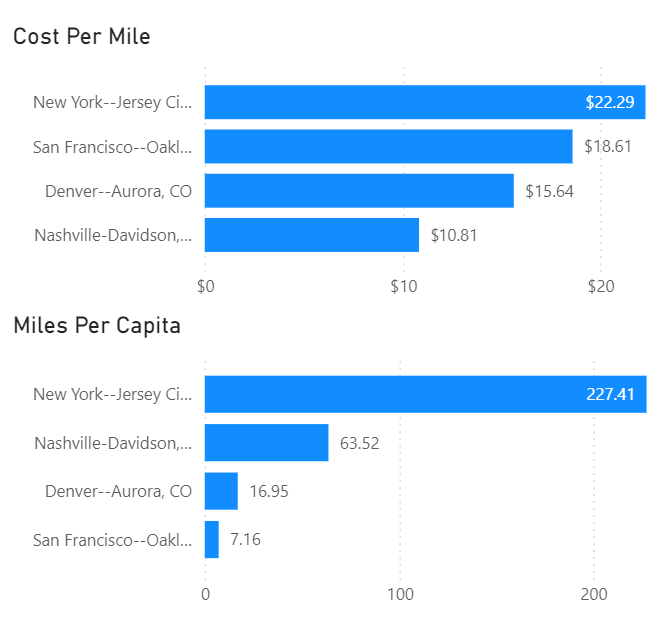 Cost Per Mile
New York--Jersey Ci... $22.29
San Francisco--Oakl... $18.61
Denver--Aurora, CO $15.64
Nashville-Davidson,... $10.81
$0 $10 $20
Miles Per Capita
New York--Jersey Ci... 227.41
Nashville-Davidson,... 63.52
Denver--Aurora, CO 16.95
San Francisco--Oakl... 7.16
0 100 200